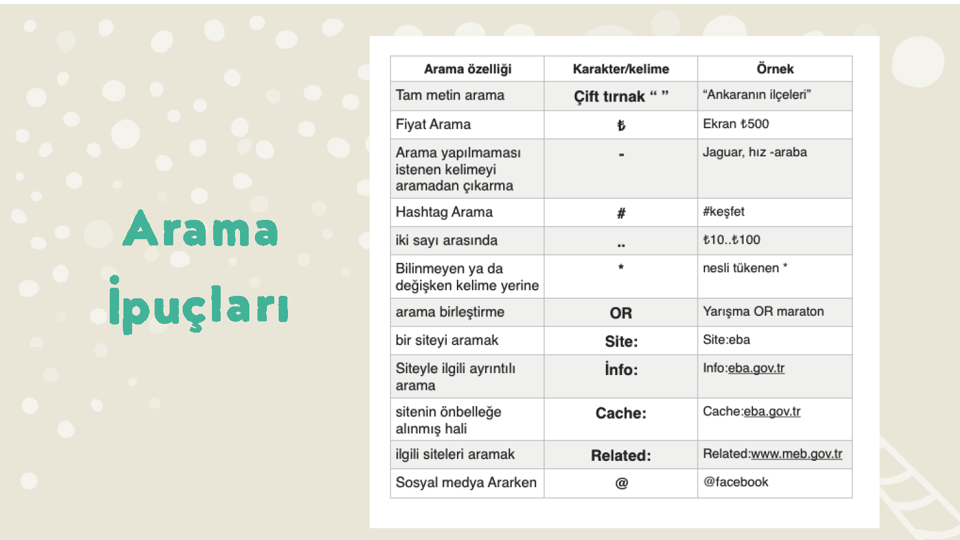 Arama
İpuçları
Arama özelliği Karakter/kelime Örnek
Tam metin arama Çift tırnak “ ” “Ankaranın ilçeleri”
Fiyat Arama ₺ Ekran ₺500
Arama yapılmaması - Jaguar, hız -araba
istenen kelimeyi
aramadan çıkarma
Hashtag Arama # #keşfet
iki sayı arasında .. ₺10..₺100
Bilinmeyen ya da * nesli tükenen *
değişken kelime yerine
arama birleştirme OR Yarışma OR maraton
bir siteyi aramak Site: Site:eba
Siteyle ilgili ayrıntılı İnfo: Info:eba.gov.tr
arama
sitenin önbelleğe Cache: Cache:eba.gov.tr
alınmış hali
ilgili siteleri aramak Related: Related:www.meb.gov.tr
Sosyal medya Ararken @ @facebook